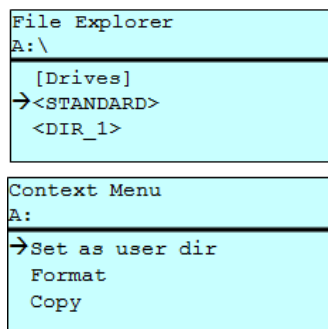 File Explorer
A:\
[Drives]
→<STANDARD>
<DIR_1>
Context Menu
A:
→Set as user dir
Format
Copy